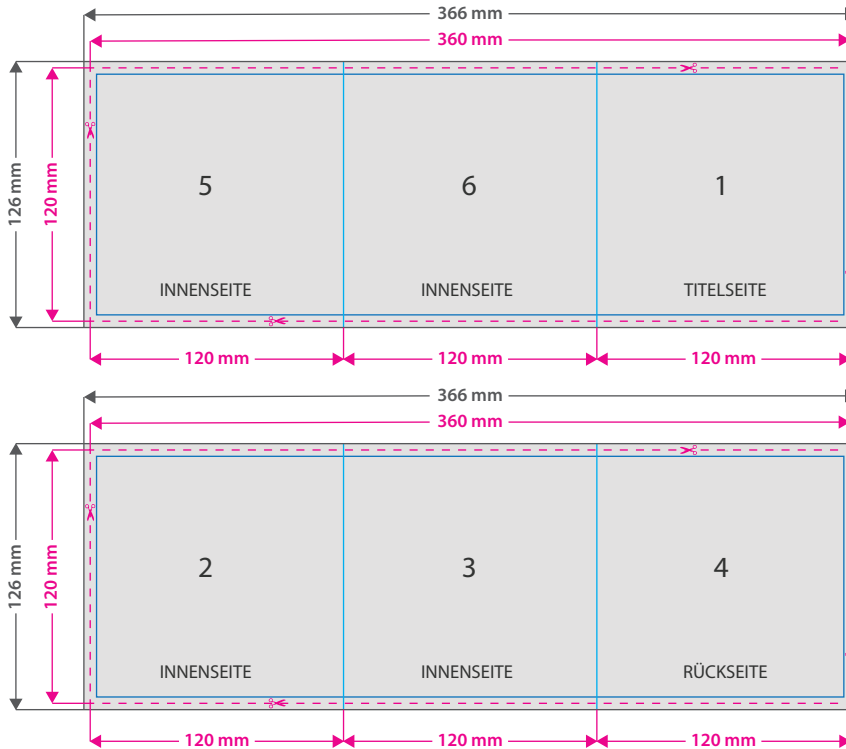 366 mm
360 mm
126 mm
120 mm
5
6
1
INNENSEITE
INNENSEITE
TITELSEITE
120 mm
120 mm
120 mm
366 mm
360 mm
126 mm
120 mm
2
3
4
INNENSEITE
INNENSEITE
RÜCKSEITE
120 mm
120 mm
120 mm